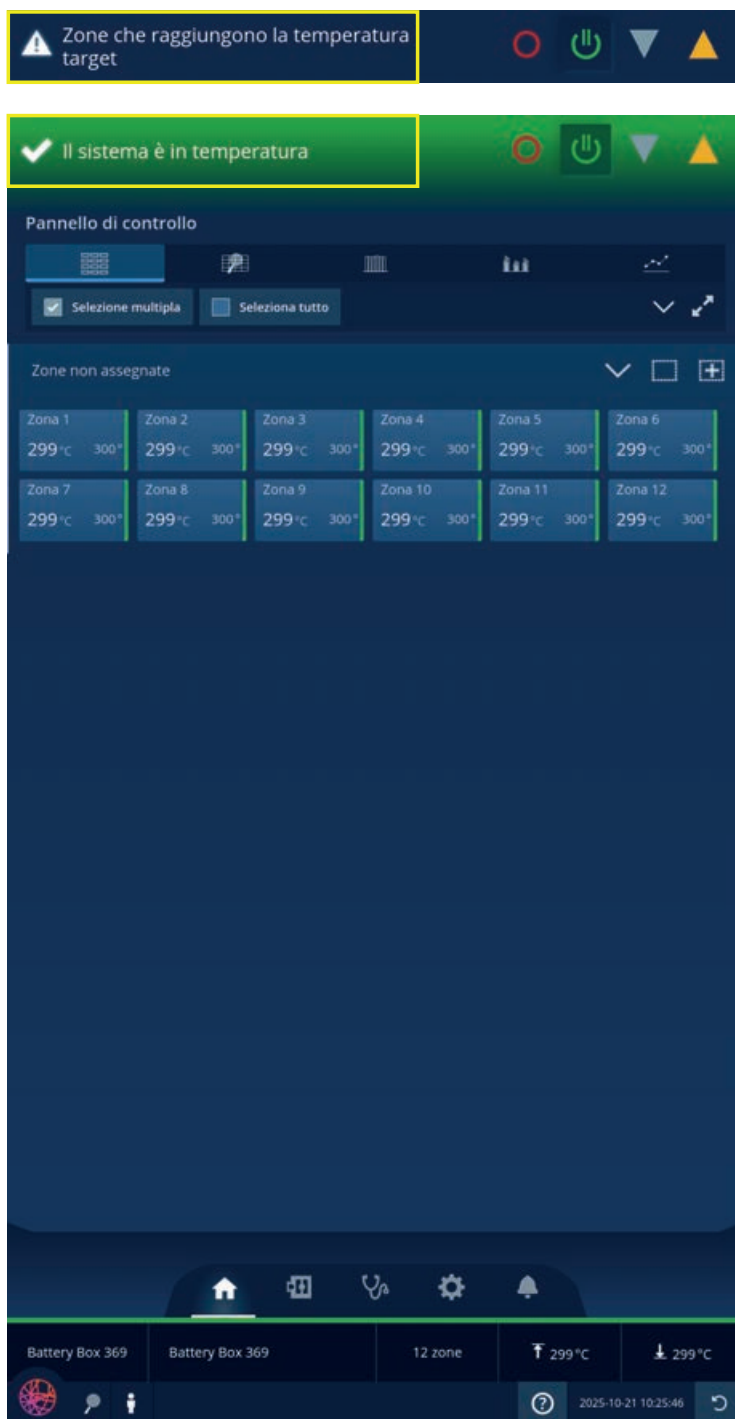 Zone che raggiungono la temperatura
target
Il sistema è in temperatura
Pannello di controllo
Selezione multipla Seleziona tutto
Zone non assegnate
Zona 1 Zona 2 Zona 3 Zona 4 Zona 5 Zona 6
299°C 300° 299°C 300° 299°C 300° 299°C 300° 299°C 300° 299°C 300°
Zona 7 Zona 8 Zona 9 Zona 10 Zona 11 Zona 12
299°C 300° 299°C 300° 299°C 300° 299°C 300° 299°C 300° 299°C 300°
Battery Box 369 Battery Box 369 12 zone 299°C 299°C
2025-10-21 10:25:46